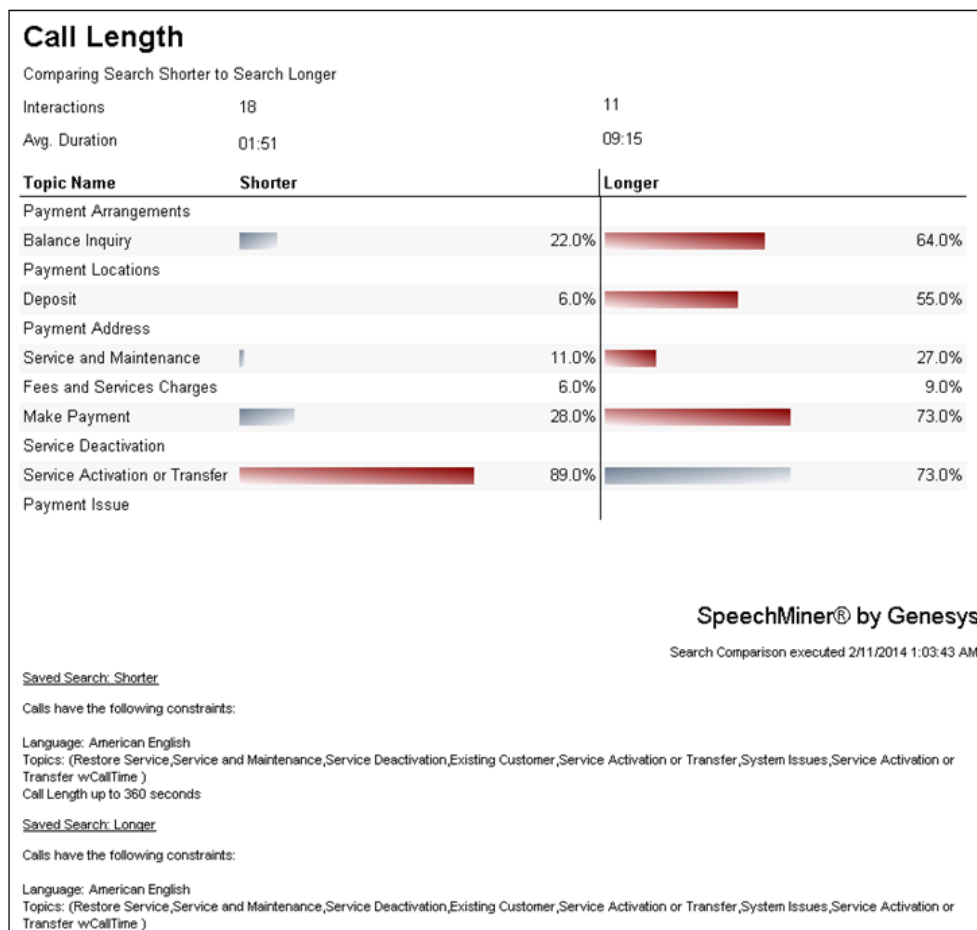 Call Length
Comparing Search Shorter to Search Longer
Interactions 18 11
Avg. Duration 01:51 09:15
Topic Name Shorter Longer
Payment Arrangements
Balance Inquiry 22.0% 64.0%
Payment Locations
Deposit 6.0% 55.0%
Payment Address
Service and Maintenance 11.0% 27.0%
Fees and Services Charges 6.0% 9.0%
Make Payment 28.0% 73.0%
Service Deactivation
Service Activation or Transfer 89.0% 73.0%
Payment Issue
SpeechMiner® by Genesys
Search Comparison executed 2/11/2014 1:03:43 AM
Saved Search: Shorter
Calls have the following constraints:
Language: American English
Topics: (Restore Service,Service and Maintenance,Service Deactivation,Existing Customer,Service Activation or Transfer,System Issues,Service Activation or
Transfer wCallTime )
Call Length up to 360 seconds
Saved Search: Longer
Calls have the following constraints:
Language: American English
Topics: (Restore Service,Service and Maintenance,Service Deactivation,Existing Customer,Service Activation or Transfer,System Issues,Service Activation or
Transfer wCallTime )